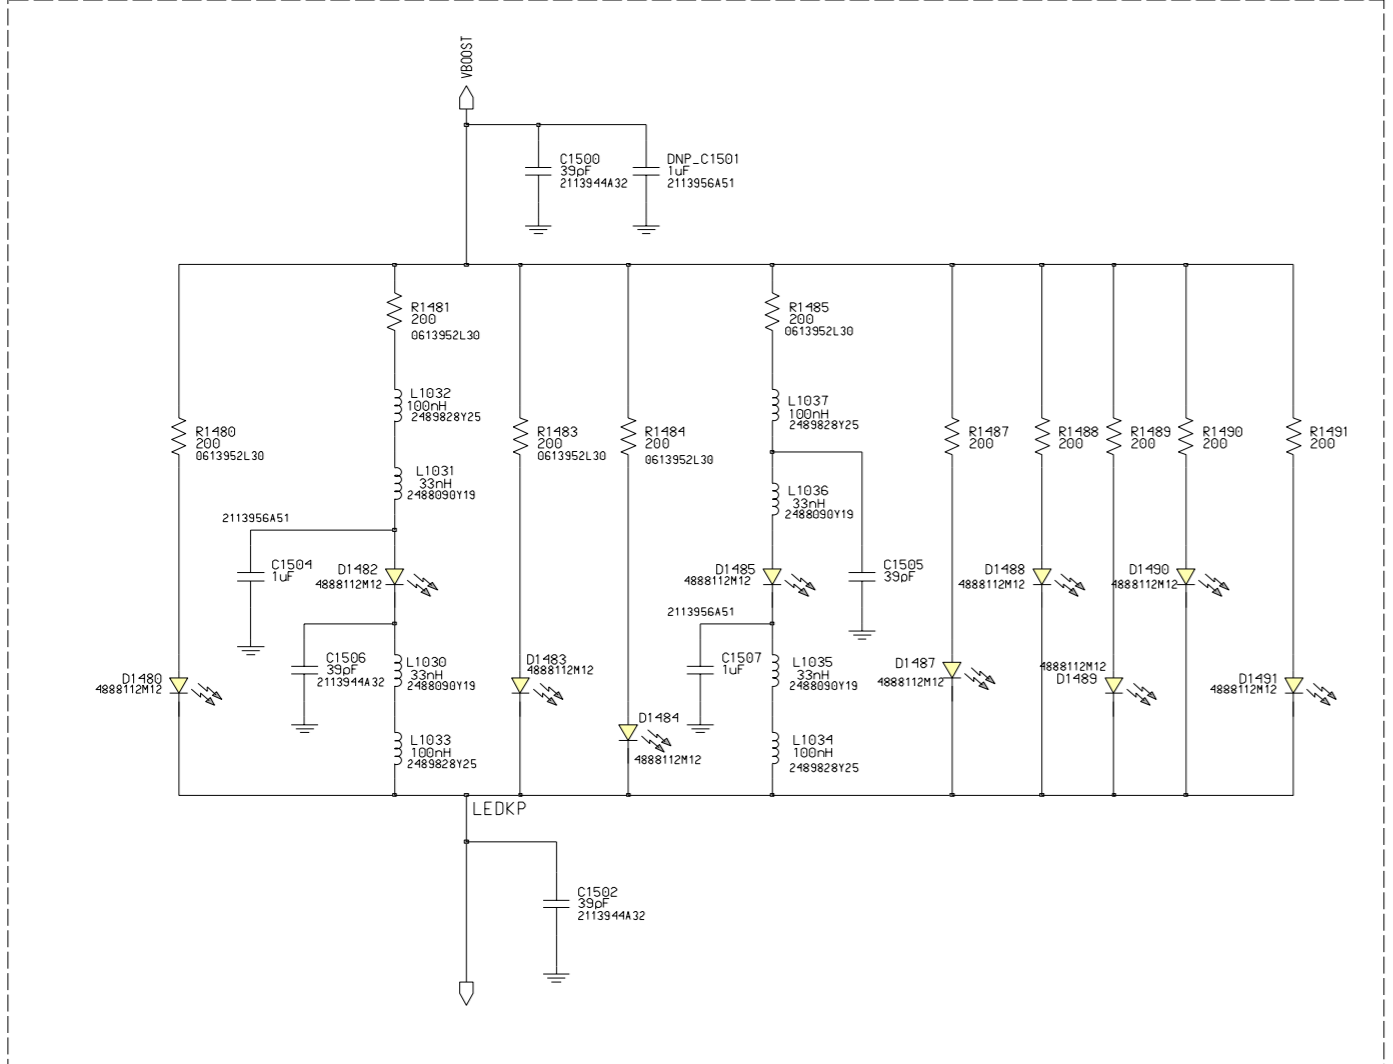 VBOOST
C1500
39pF
2113944A32
DNP_C1501
1uF
2113956A51
R1481
200
0613952L30
R1485
200
0613952L30
L1032
100nH
2489828Y25
L1037
100nH
2489828Y25
R1480
200
0613952L30
R1483
200
0613952L30
R1484
200
0613952L30
R1487
200
R1488
200
R1489
200
R1490
200
R1491
200
L1031
33nH
2488090Y19
L1036
33nH
2488090Y19
2113956A51
C1504
1uF
D1482
4888112M12
D1485
4888112M12
C1505
39pF
D1488
4888112M12
D1490
4888112M12
2113956A51
C1506
39pF
2113944A32
L1030
33nH
2488090Y19
D1483
4888112M12
C1507
1uF
L1035
33nH
2488090Y19
D1487
4888112M12
4888112M12
D1489
D1480
4888112M12
D1491
4888112M12
D1484
4888112M12
L1033
100nH
2489828Y25
L1034
100nH
2489828Y25
LEDKP
C1502
39pF
2113944A32